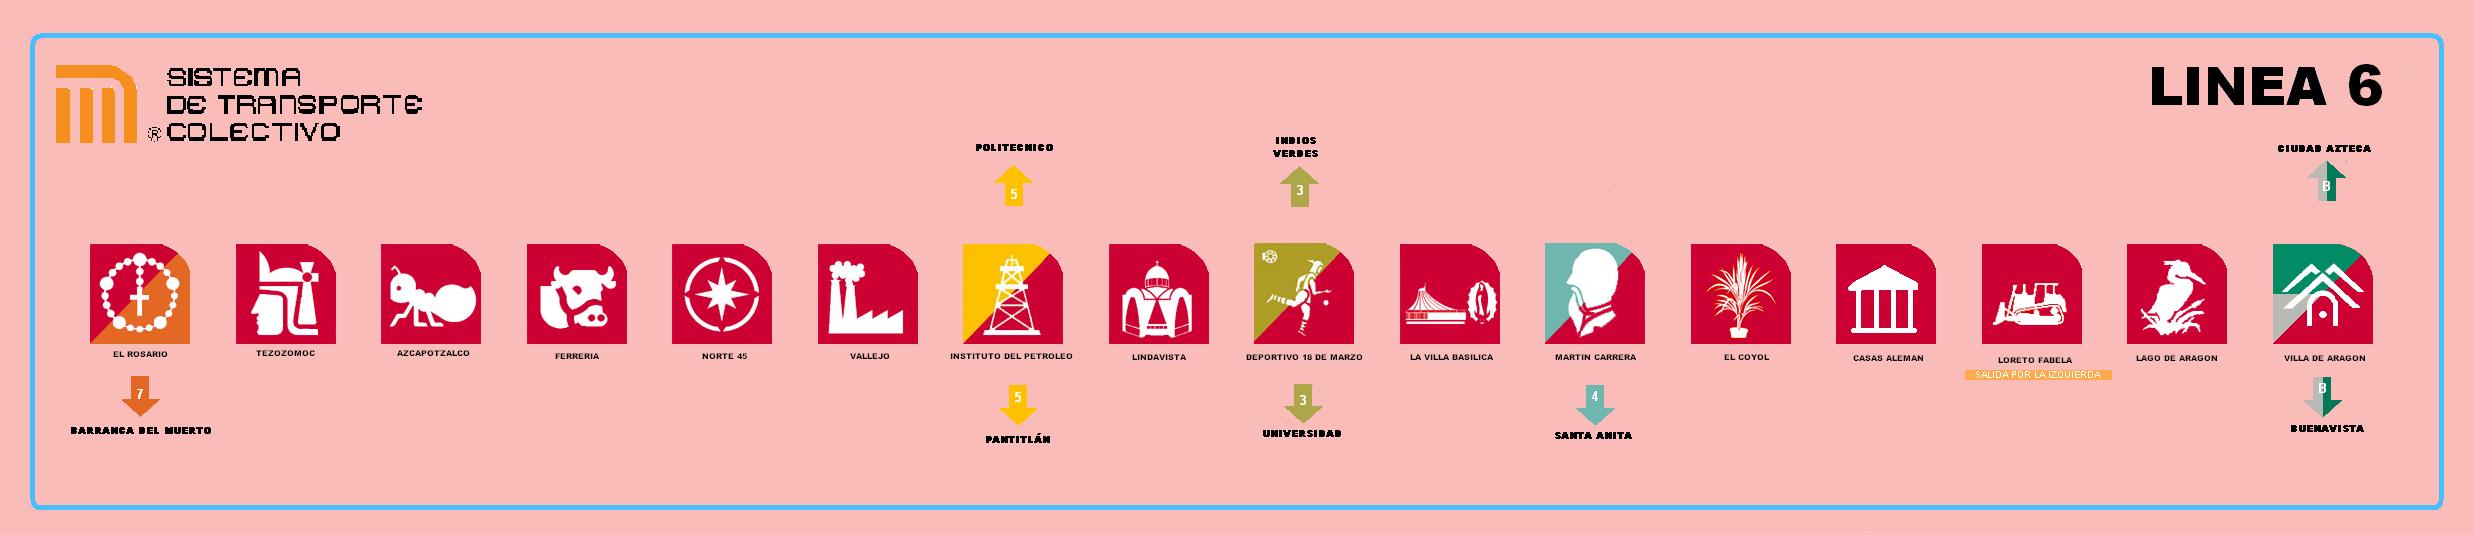 SISTEMA
DE TRANSPORTE
® COLECTIVO
LINEA 6
POLITECNICO
5
INDIOS
VERDES
3
CIUDAD AZTECA
B
EL ROSARIO
TEZOZOMOC
AZCAPOTZALCO
FERRERIA
NORTE 45
VALLEJO
INSTITUTO DEL PETROLEO
LINDAVISTA
DEPORTIVO 18 DE MARZO
LA VILLA BASILICA
MARTIN CARRERA
EL COYOL
CASAS ALEMAN
LORETO FABELA
SALIDA POR LA IZQUIERDA
LAGO DE ARAGON
VILLA DE ARAGON
7
BARRANCA DEL MUERTO
5
PANTITLÁN
3
UNIVERSIDAD
4
SANTA ANITA
B
BUENAVISTA